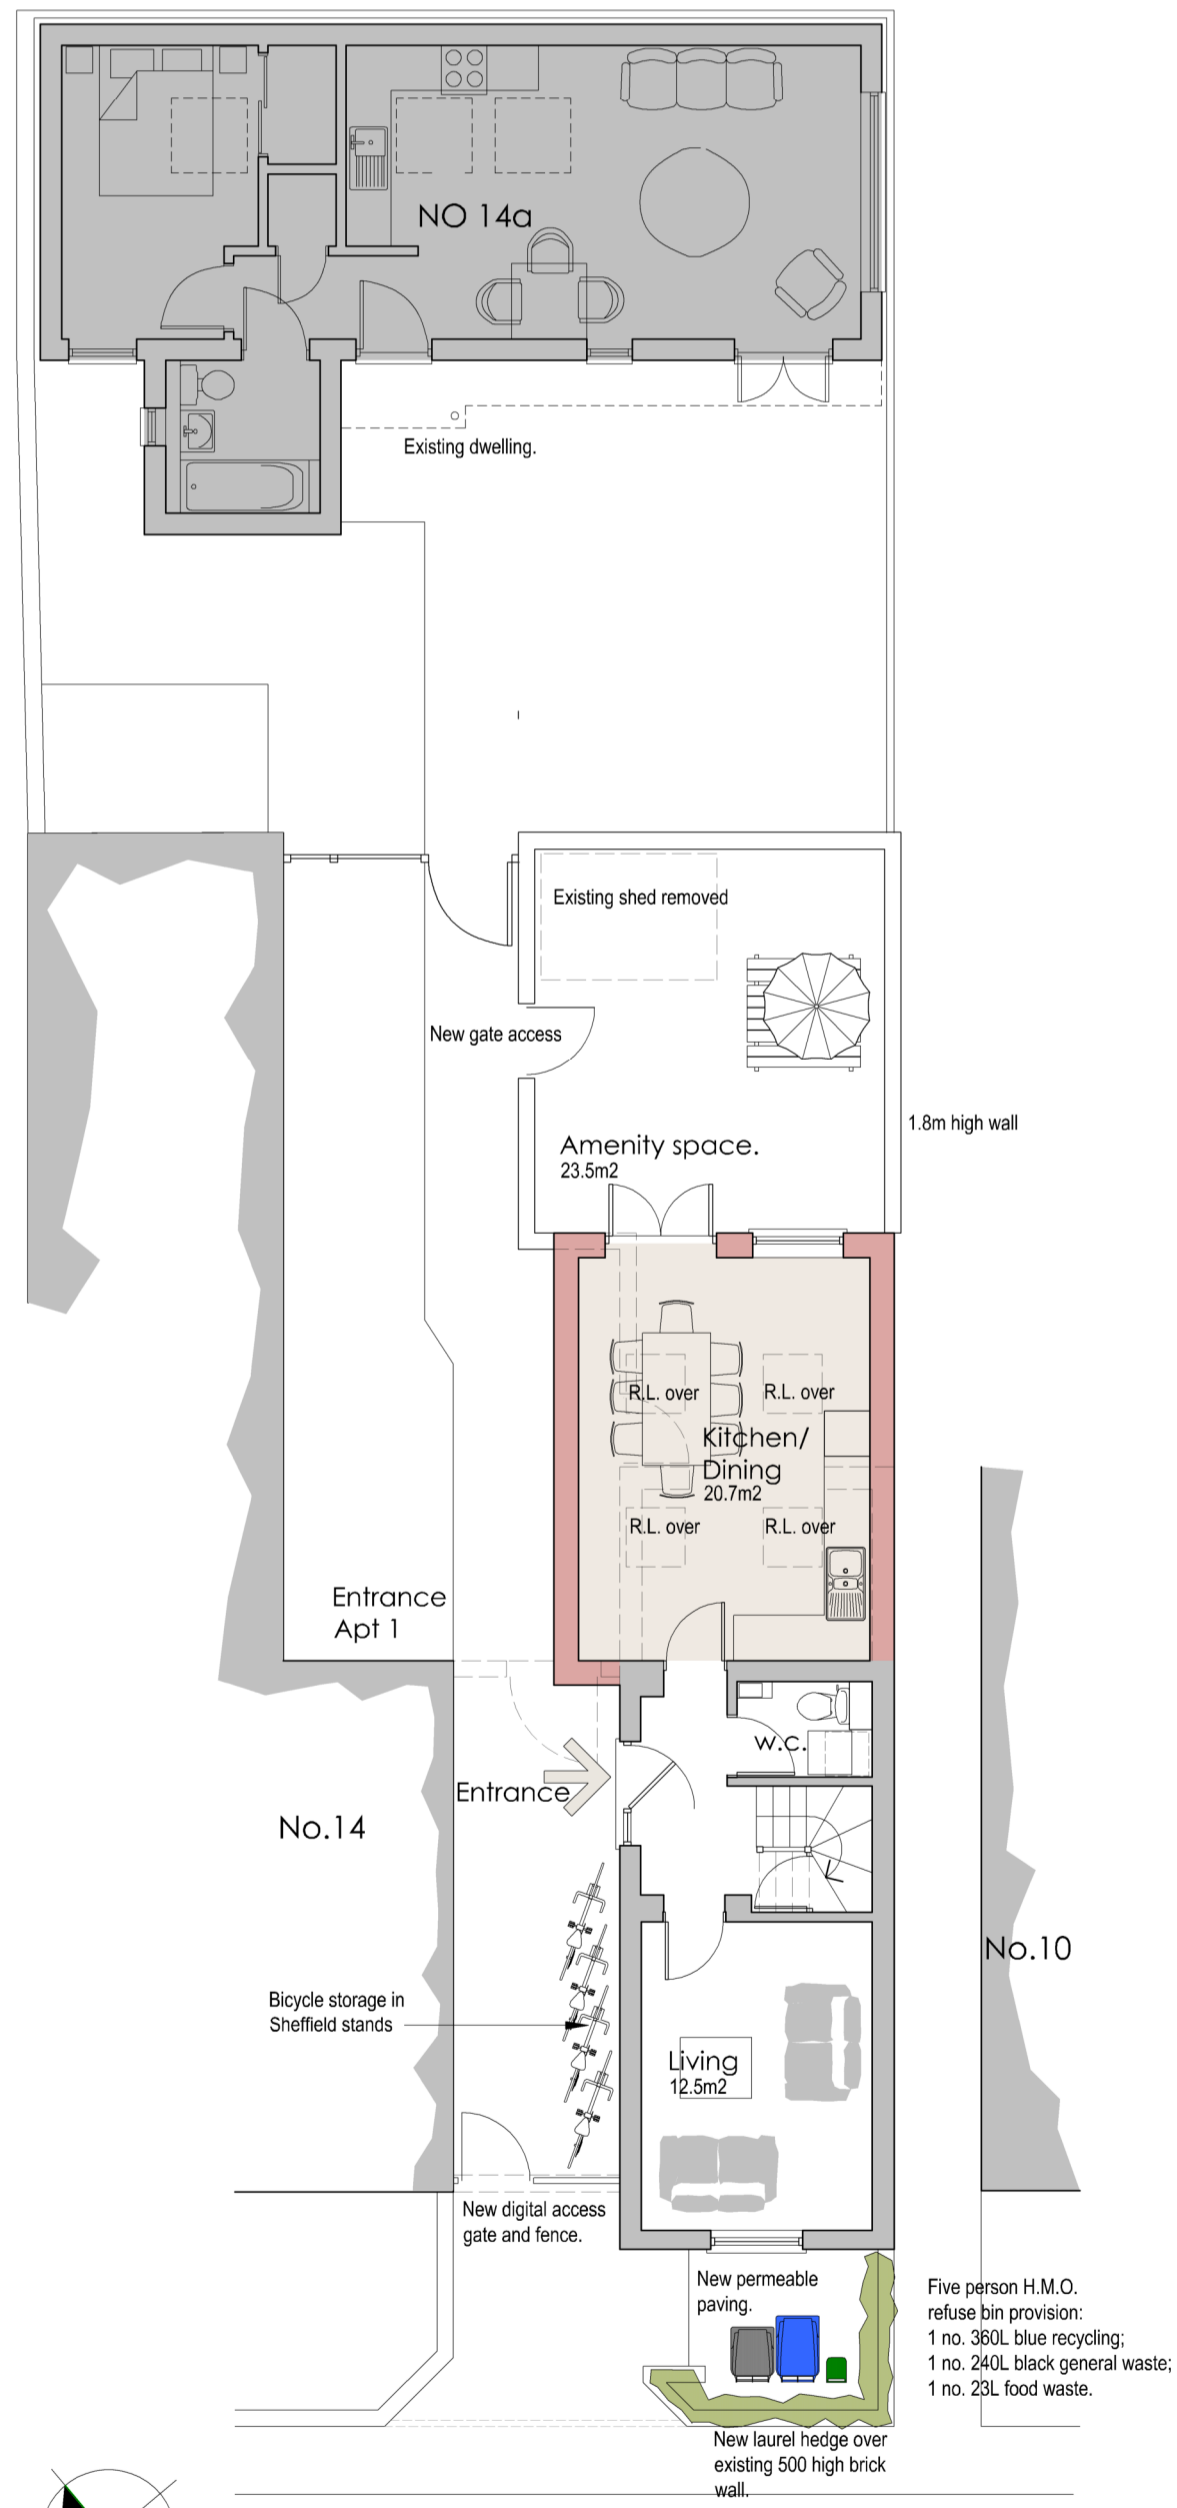 NO 14a
Existing dwelling.
Existing shed removed
New gate access
1.8m high wall
Amenity space.
23.5m2
R.L. over
R.L. over
Kitchen/
Dining
20.7m2
R.L. over
R.L. over
Entrance
Apt 1
w.c.
Entrance
No.14
No.10
Bicycle storage in
Sheffield stands
Living
12.5m2
New digital access
gate and fence.
New permeable
paving.
Five person H.M.O.
refuse bin provision:
1 no. 360L blue recycling;
1 no. 240L black general waste;
1 no. 23L food waste.
New laurel hedge over
existing 500 high brick
wall.